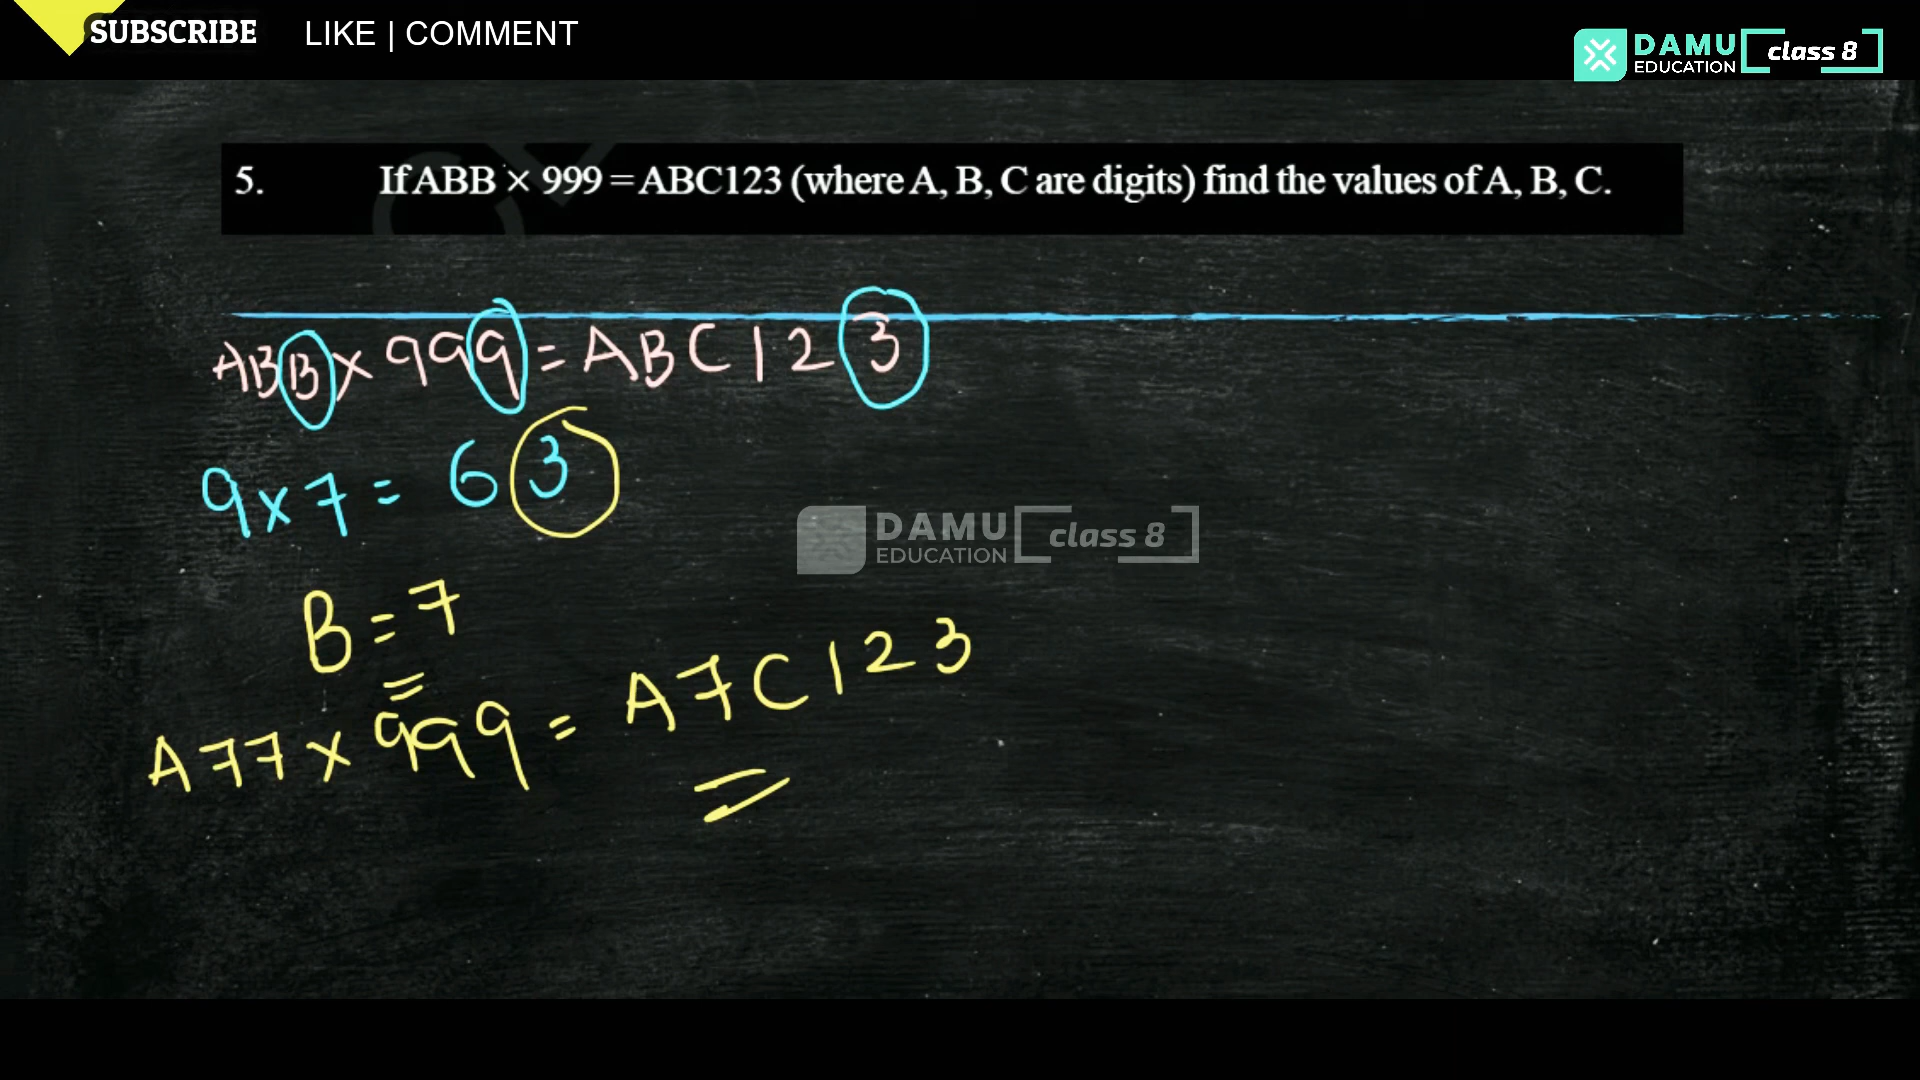 SUBSCRIBE LIKE | COMMENT
DAMU EDUCATION class 8
5. If ABB × 999 = ABC123 (where A, B, C are digits) find the values of A, B, C.
ABB × 999 = ABC123
9 × 7 = 63
DAMU EDUCATION class 8
B = 7
A77 × 999 = A7C123